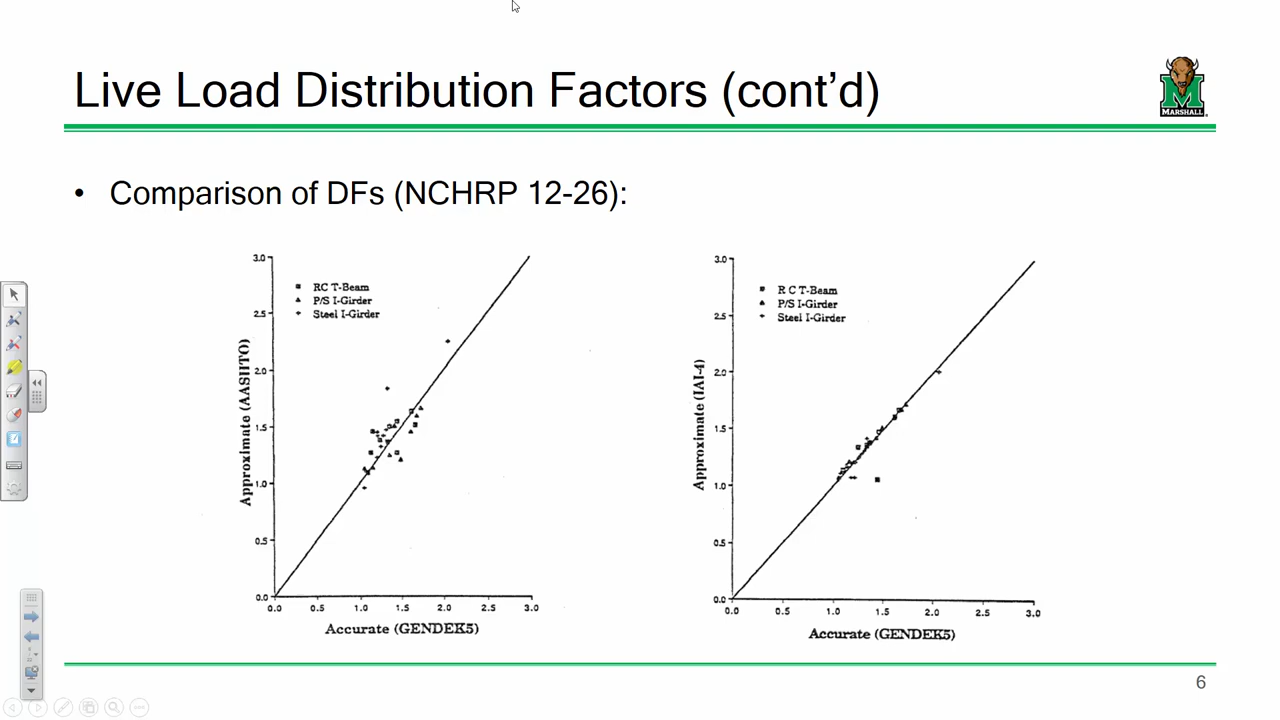 Live Load Distribution Factors (cont’d)
MARSHALL
• Comparison of DFs (NCHRP 12-26):
3.0
RC T-Beam
P/S I-Girder
Steel I-Girder
2.5
2.0
1.5
1.0
0.5
0.0
Approximate (AASHTO)
0.0 0.5 1.0 1.5 2.0 2.5 3.0
Accurate (GENDEK5)
3.0
R C T-Beam
P/S I-Girder
Steel I-Girder
2.5
2.0
1.5
1.0
0.5
0.0
Approximate (IAI-4)
0.0 0.5 1.0 1.5 2.0 2.5 3.0
Accurate (GENDEK5)
6